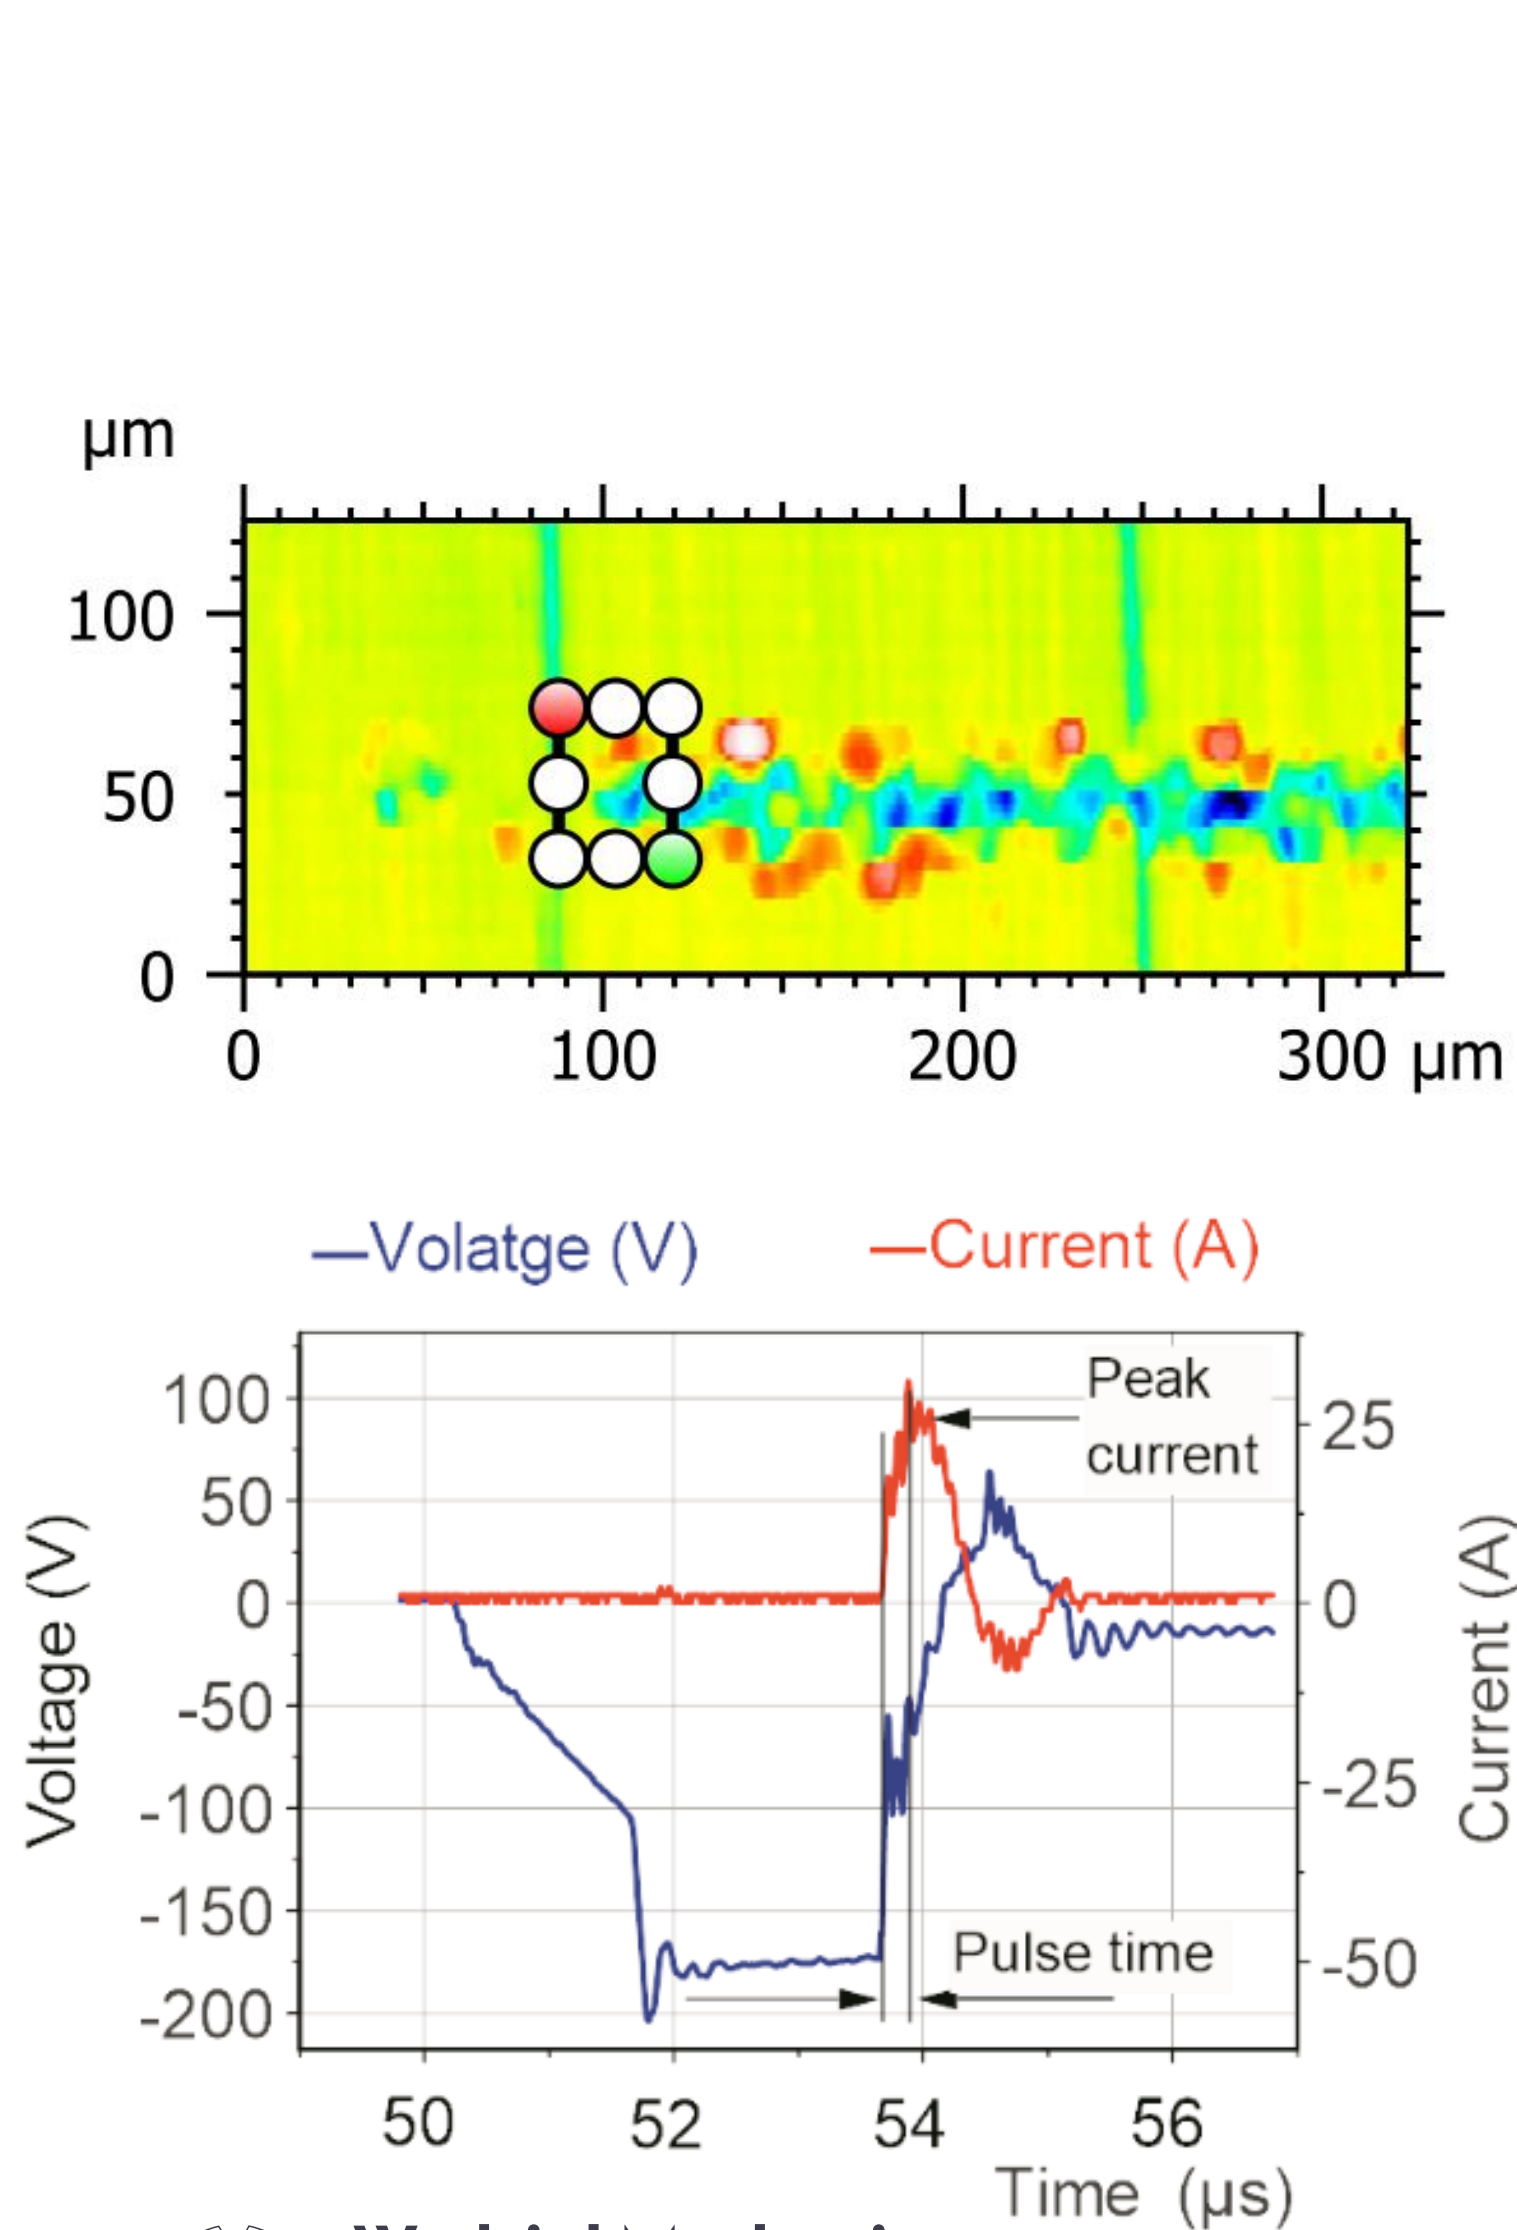 µm
100
50
0
0 100 200 300 µm
—Volatge (V) —Current (A)
Peak
current
100
50
0
-50
-100
-150
-200
Voltage (V)
25
0
-25
-50
Current (A)
Pulse time
50 52 54 56
Time (µs)